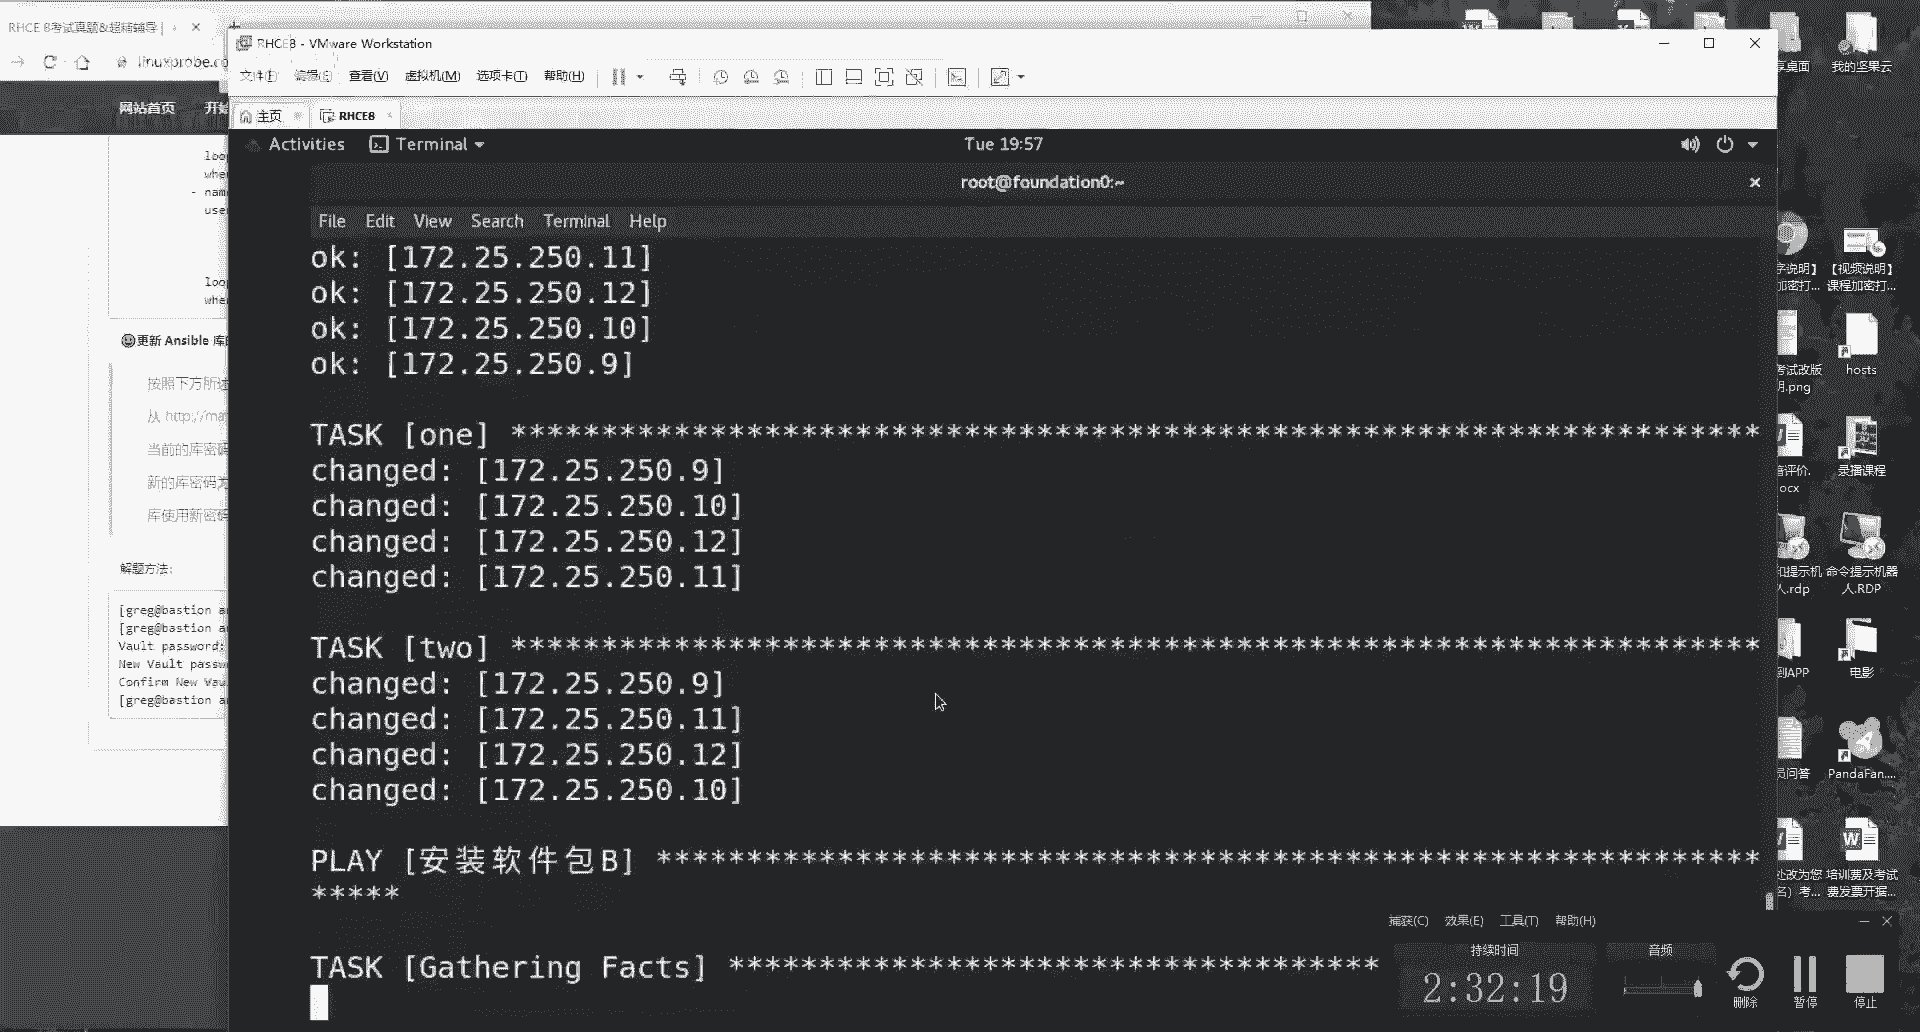 RHCE 8考试真题&超精辅导 |
linuxprobe.co
网站首页
loop
whe
- nam
use
loo
whe
更新 Ansible 库
按照下方所述
从 http://ma
当前的库密码
新的库密码为
库使用新密码
解题方法:
[greg@bastion a
[greg@bastion a
Vault password:
New Vault passw
Confirm New Vau
[greg@bastion a
RHCE8 - VMware Workstation
文件(F) 编辑(E) 查看(V) 虚拟机(M) 选项卡(T) 帮助(H)
主页 RHCE8
Activities Terminal Tue 19:57
root@foundation0:~
File Edit View Search Terminal Help
ok: [172.25.250.11]
ok: [172.25.250.12]
ok: [172.25.250.10]
ok: [172.25.250.9]
TASK [one] *********************************************************************
changed: [172.25.250.9]
changed: [172.25.250.10]
changed: [172.25.250.12]
changed: [172.25.250.11]
TASK [two] *********************************************************************
changed: [172.25.250.9]
changed: [172.25.250.11]
changed: [172.25.250.12]
changed: [172.25.250.10]
PLAY [安装软件包B] *************************************************************
*****
TASK [Gathering Facts] ************************************
捕获(C) 效果(E) 工具(T) 帮助(H)
持续时间
2:32:19
音频
删除
暂停
停止
享桌面
我的坚果云
字说明】
加密打...
【视频说明】
课程加密打...
考试改版
明.png
hosts
评价.
ocx
录播课程
和提示机
人.rdp
命令提示机器
人.RDP
到APP
电影
员问答
PandaFan....
处改为您
名）考...
培训费及考试
费发票开据...